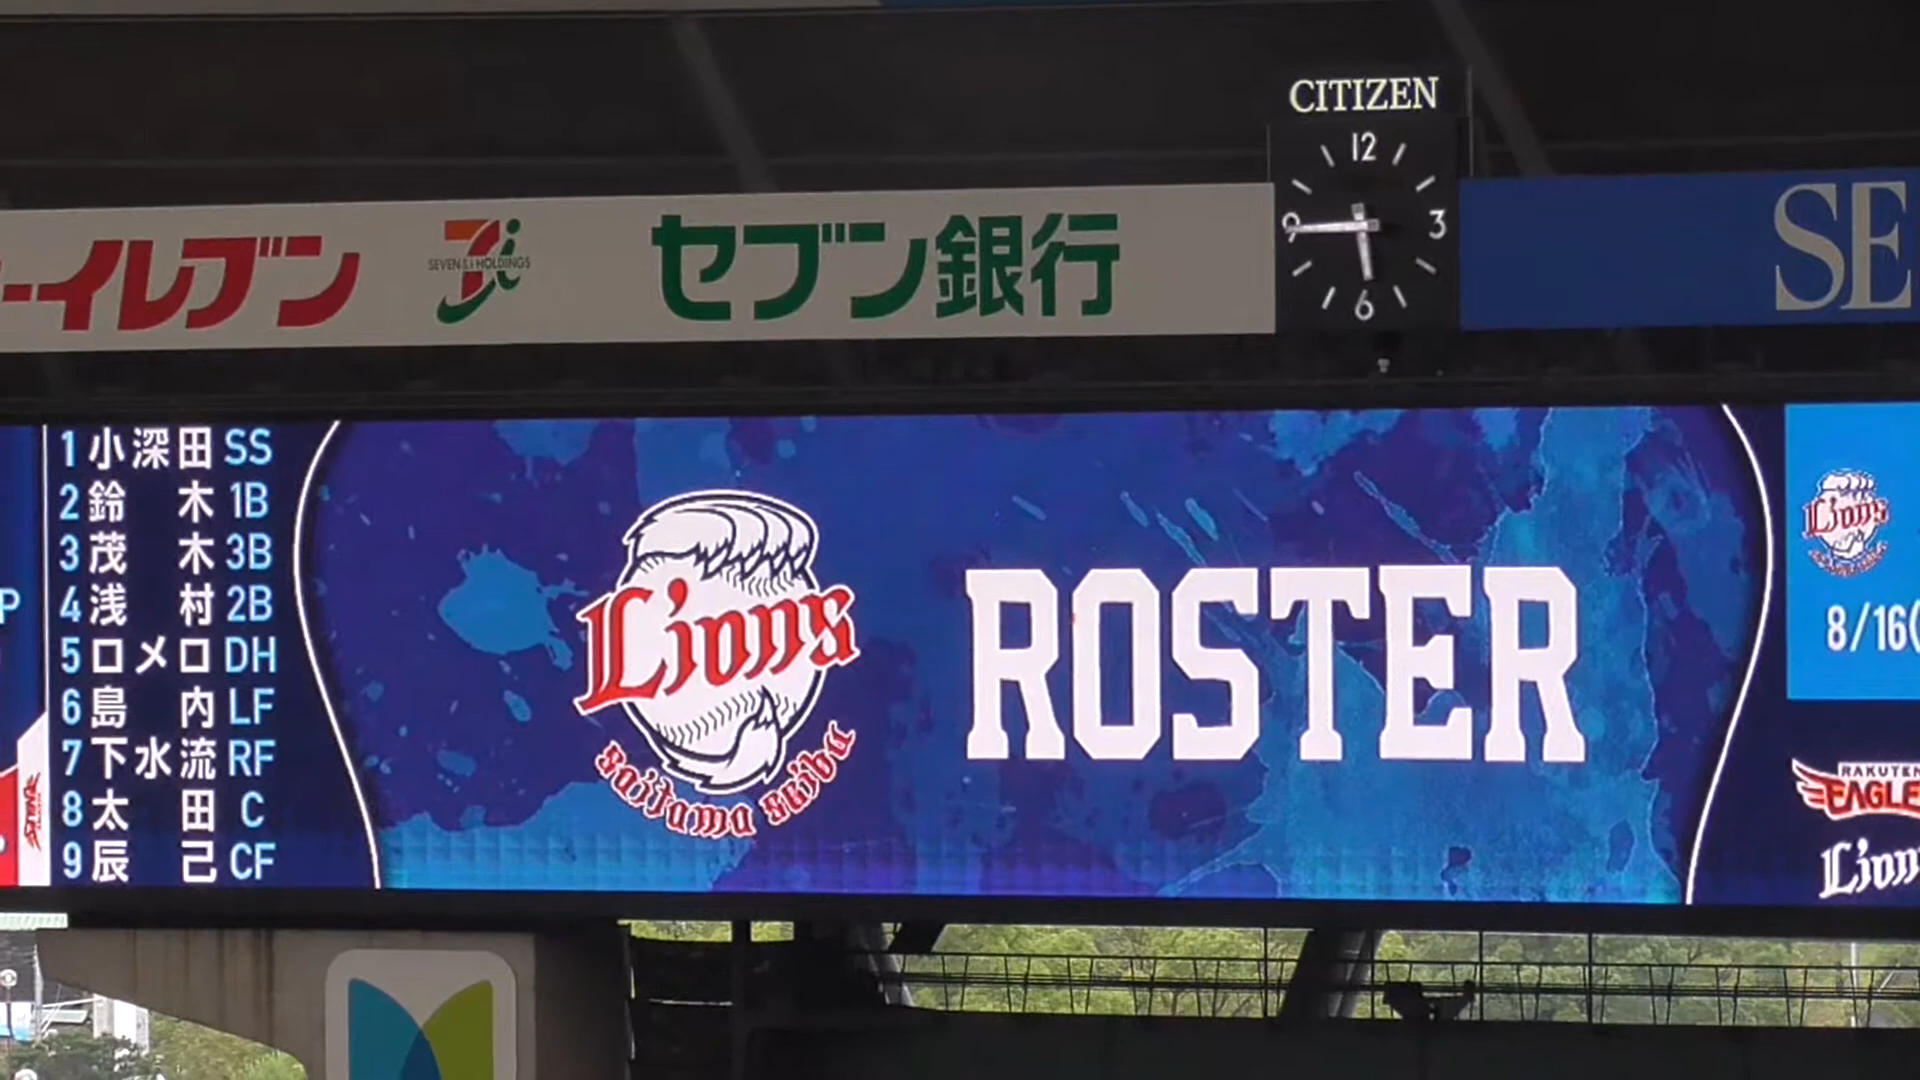 CITIZEN
12
3
6
9
ーイレブン
SEVEN & i HOLDINGS
セブン銀行
SE
1 小深田 SS
2 鈴木 1B
3 茂木 3B
4 浅村 2B
5 ロメロ DH
6 島内 LF
7 下水流 RF
8 太田 C
9 辰己 CF
P
Lions
saitama seibu
ROSTER
Lions
8/16(
RAKUTEN
EAGLE
Lion